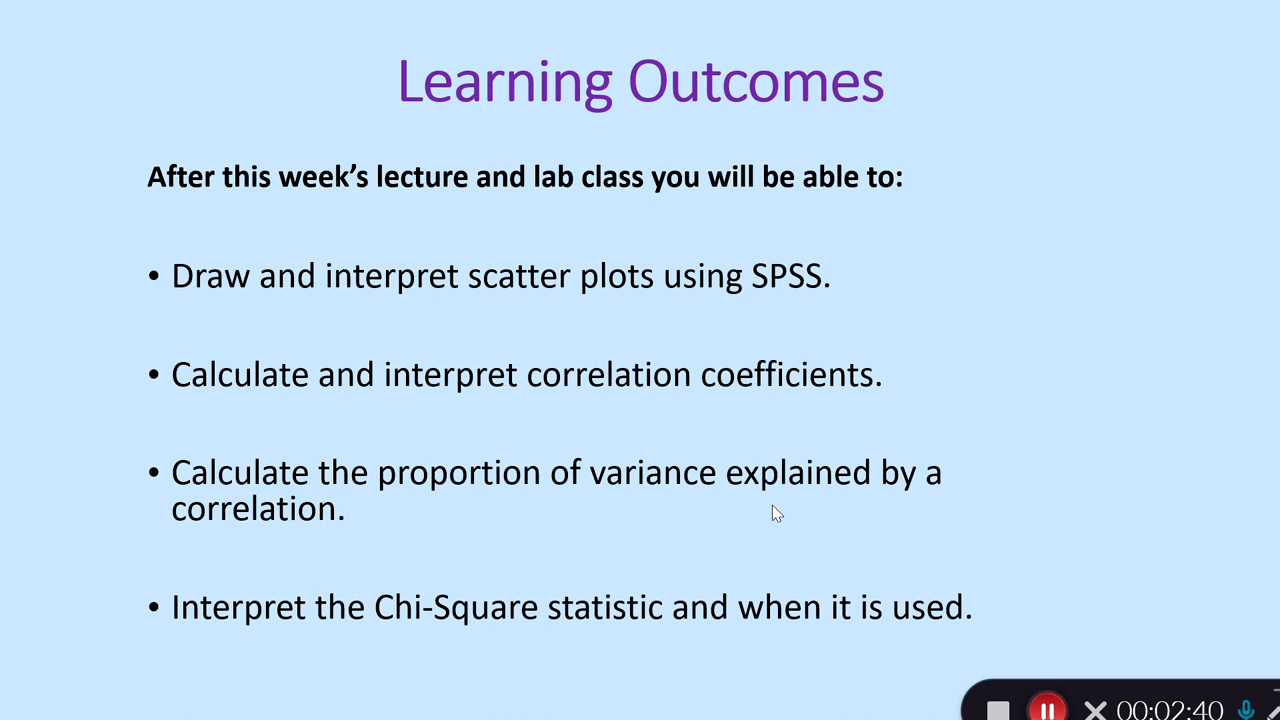 Learning Outcomes
After this week’s lecture and lab class you will be able to:
• Draw and interpret scatter plots using SPSS.
• Calculate and interpret correlation coefficients.
• Calculate the proportion of variance explained by a
correlation.
• Interpret the Chi-Square statistic and when it is used.
00:02:40